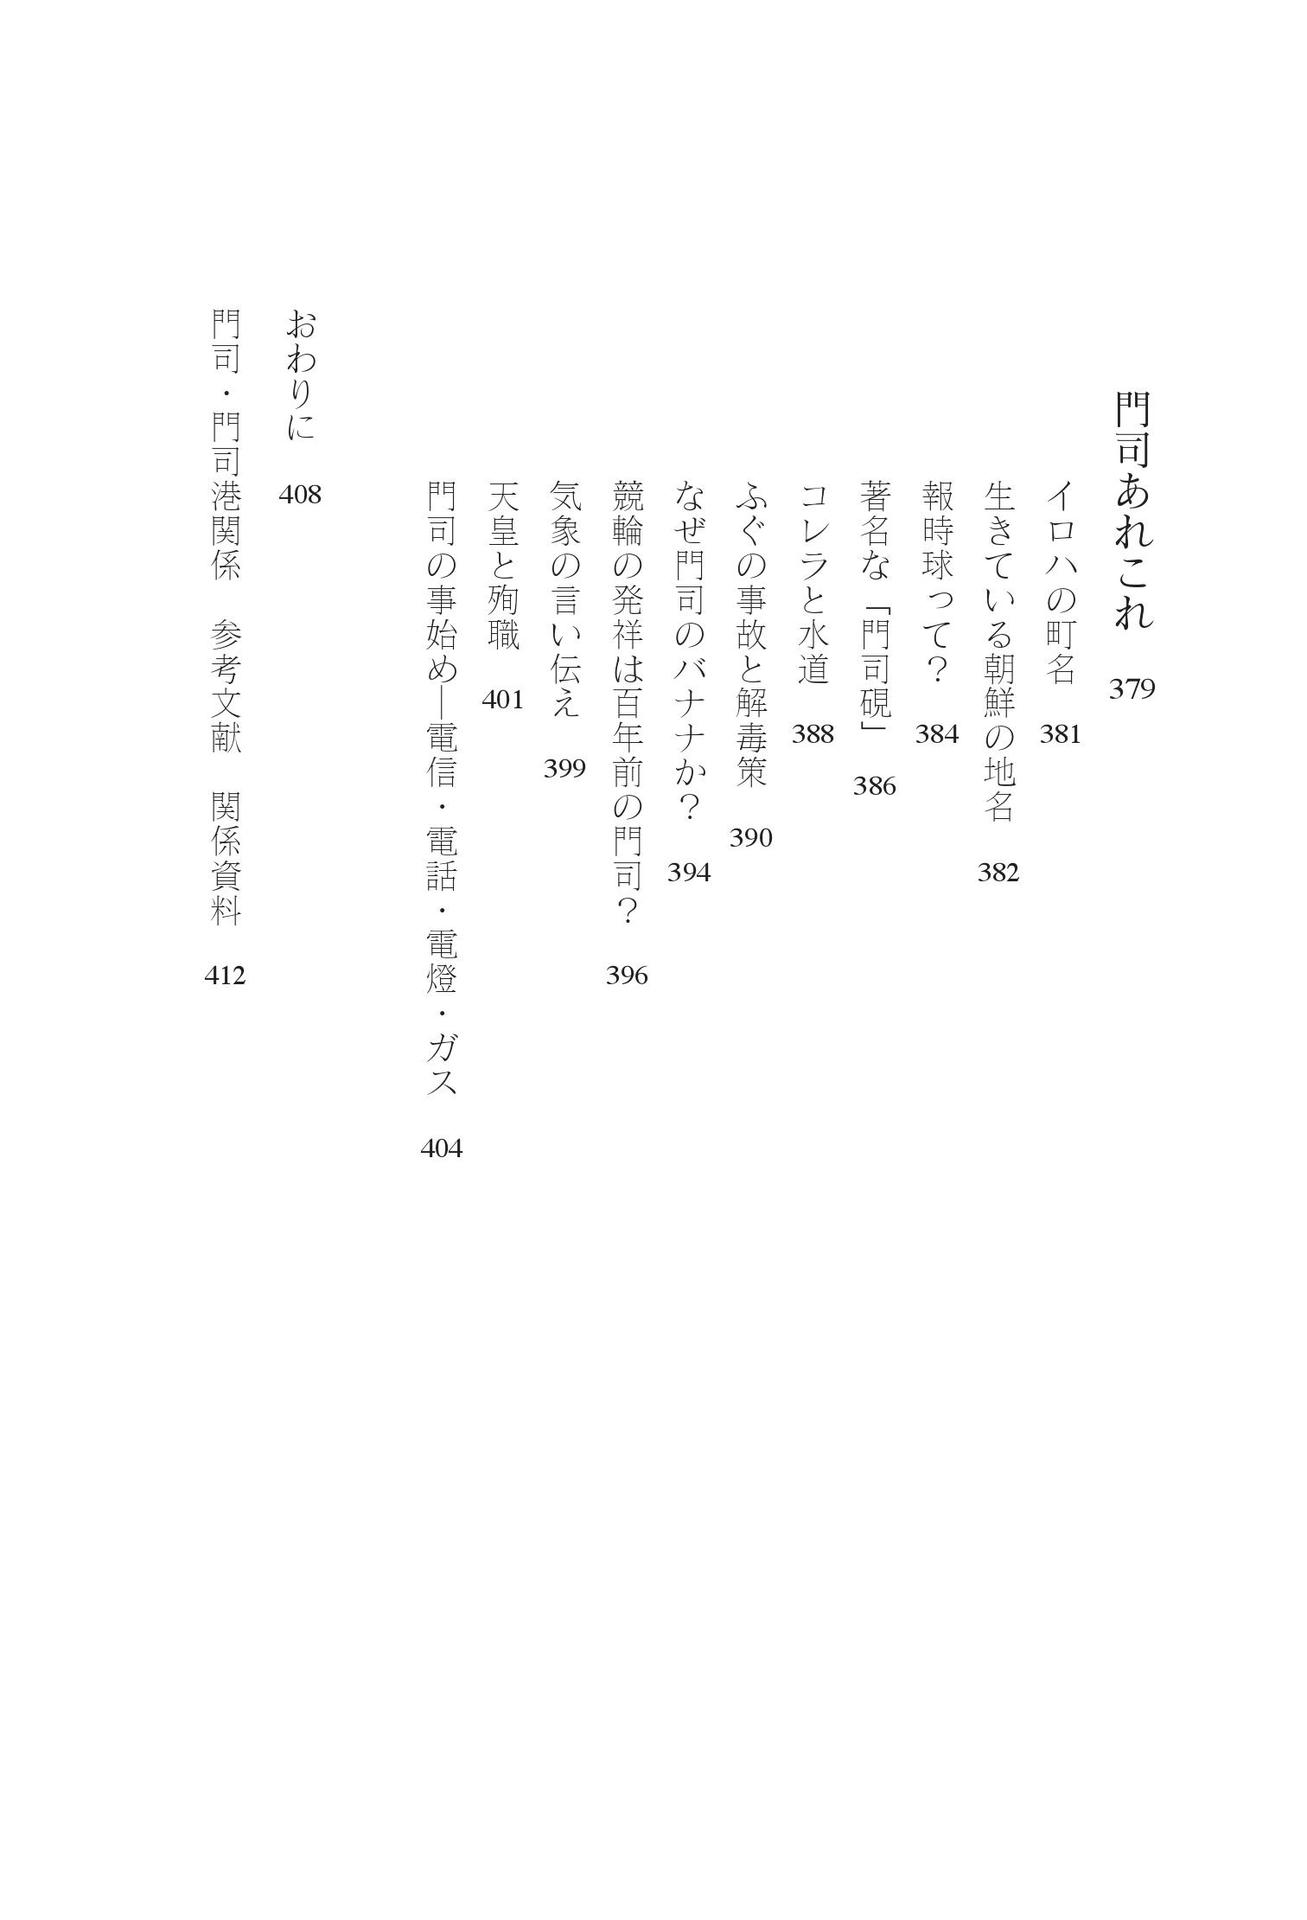 門司あれこれ 379
イロハの町名 381
生きている朝鮮の地名 382
報時球って？ 384
著名な「門司硯」 386
コレラと水道 388
ふぐの事故と解毒策 390
なぜ門司のバナナか？ 394
競輪の発祥は百年前の門司？ 396
気象の言い伝え 399
天皇と殉職 401
門司の事始め―電信・電話・電燈・ガス 404
おわりに 408
門司・門司港関係　参考文献　関係資料 412